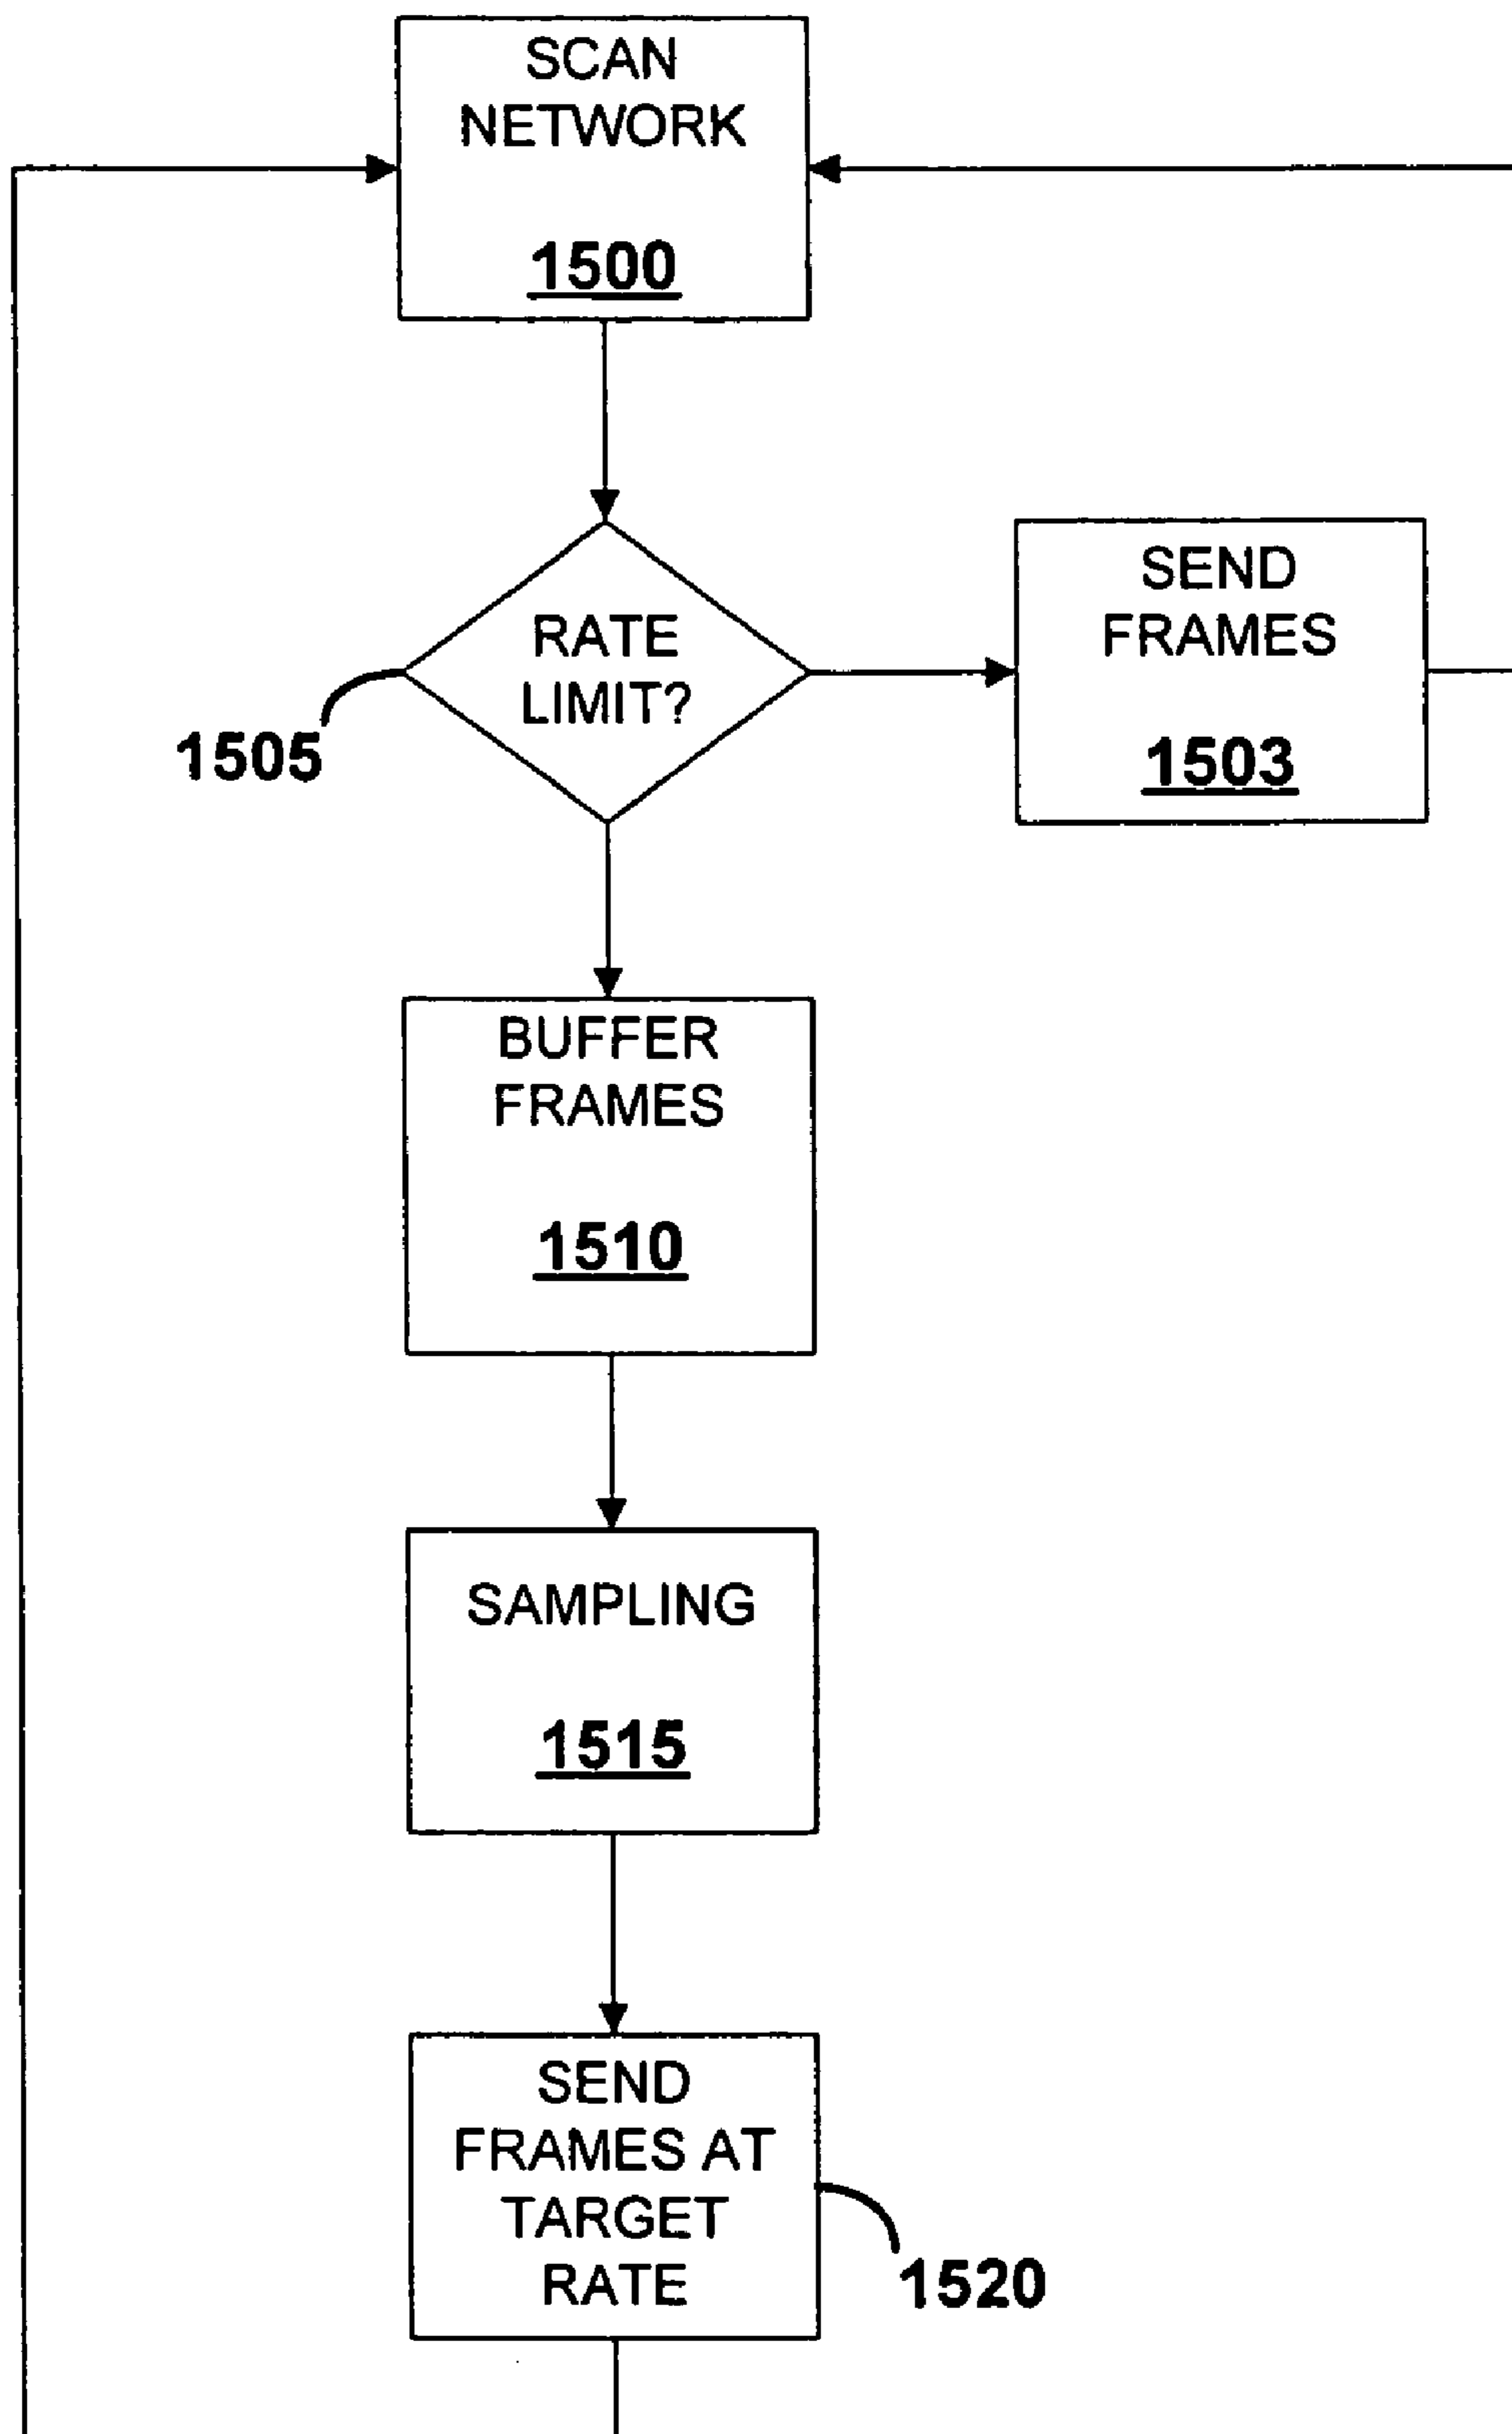 SCAN
NETWORK
1500
RATE
LIMIT?
1505
SEND
FRAMES
1503
BUFFER
FRAMES
1510
SAMPLING
1515
SEND
FRAMES AT
TARGET
RATE
1520